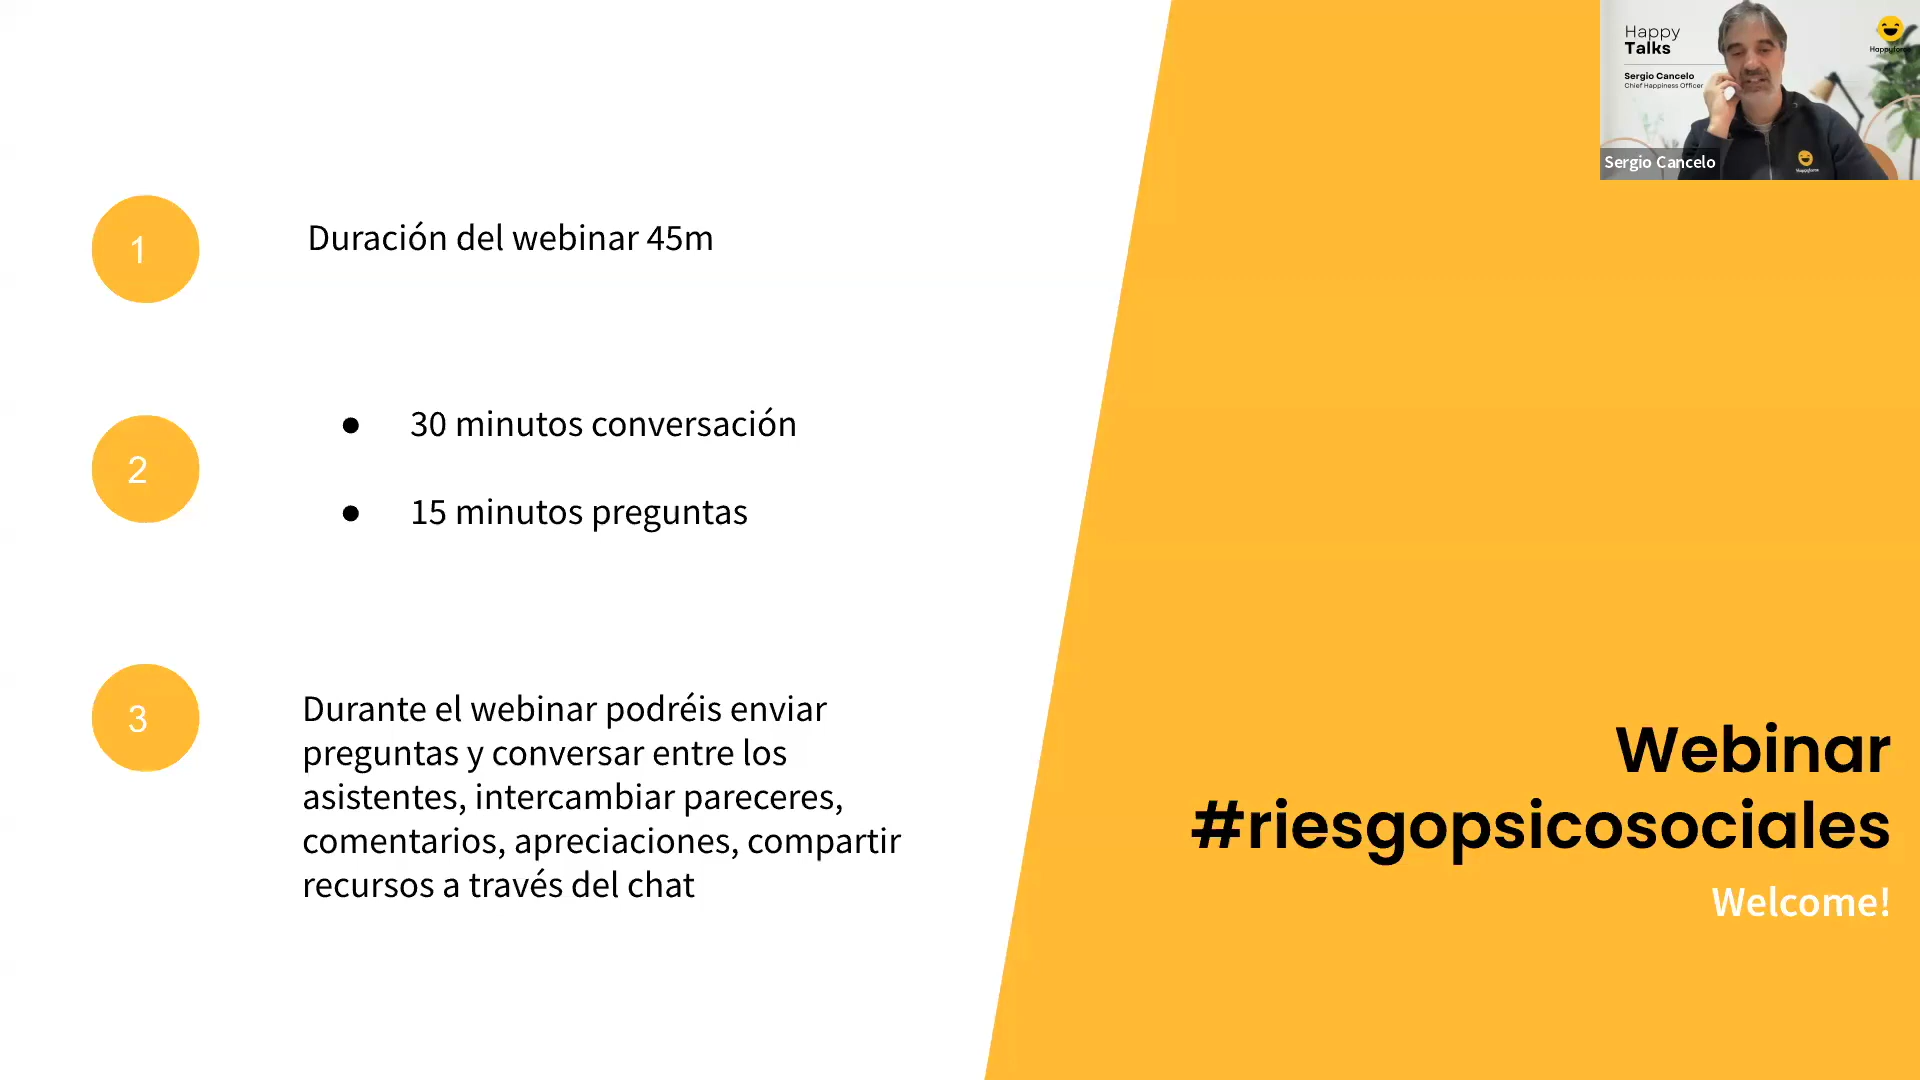 1
Duración del webinar 45m
2
● 30 minutos conversación
● 15 minutos preguntas
3
Durante el webinar podréis enviar
preguntas y conversar entre los
asistentes, intercambiar pareceres,
comentarios, apreciaciones, compartir
recursos a través del chat
Webinar
#riesgopsicosociales
Welcome!
Happy
Talks
Sergio Cancelo
Chief Happiness Officer
Sergio Cancelo